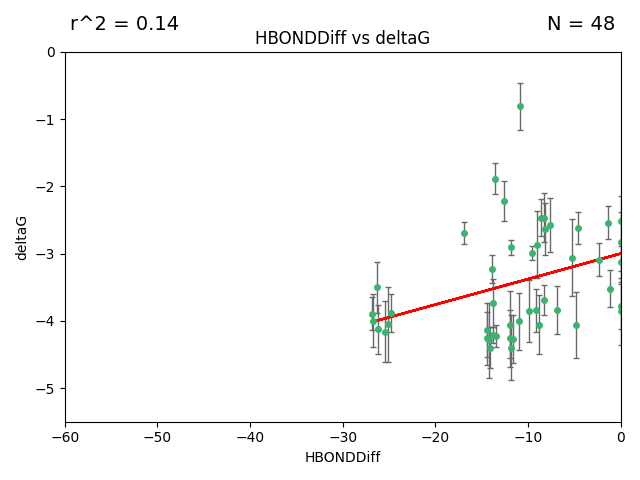 r^2 = 0.14
N = 48
HBONDDiff vs deltaG
0
−1
−2
−3
−4
−5
deltaG
−60
−50
−40
−30
−20
−10
0
HBONDDiff